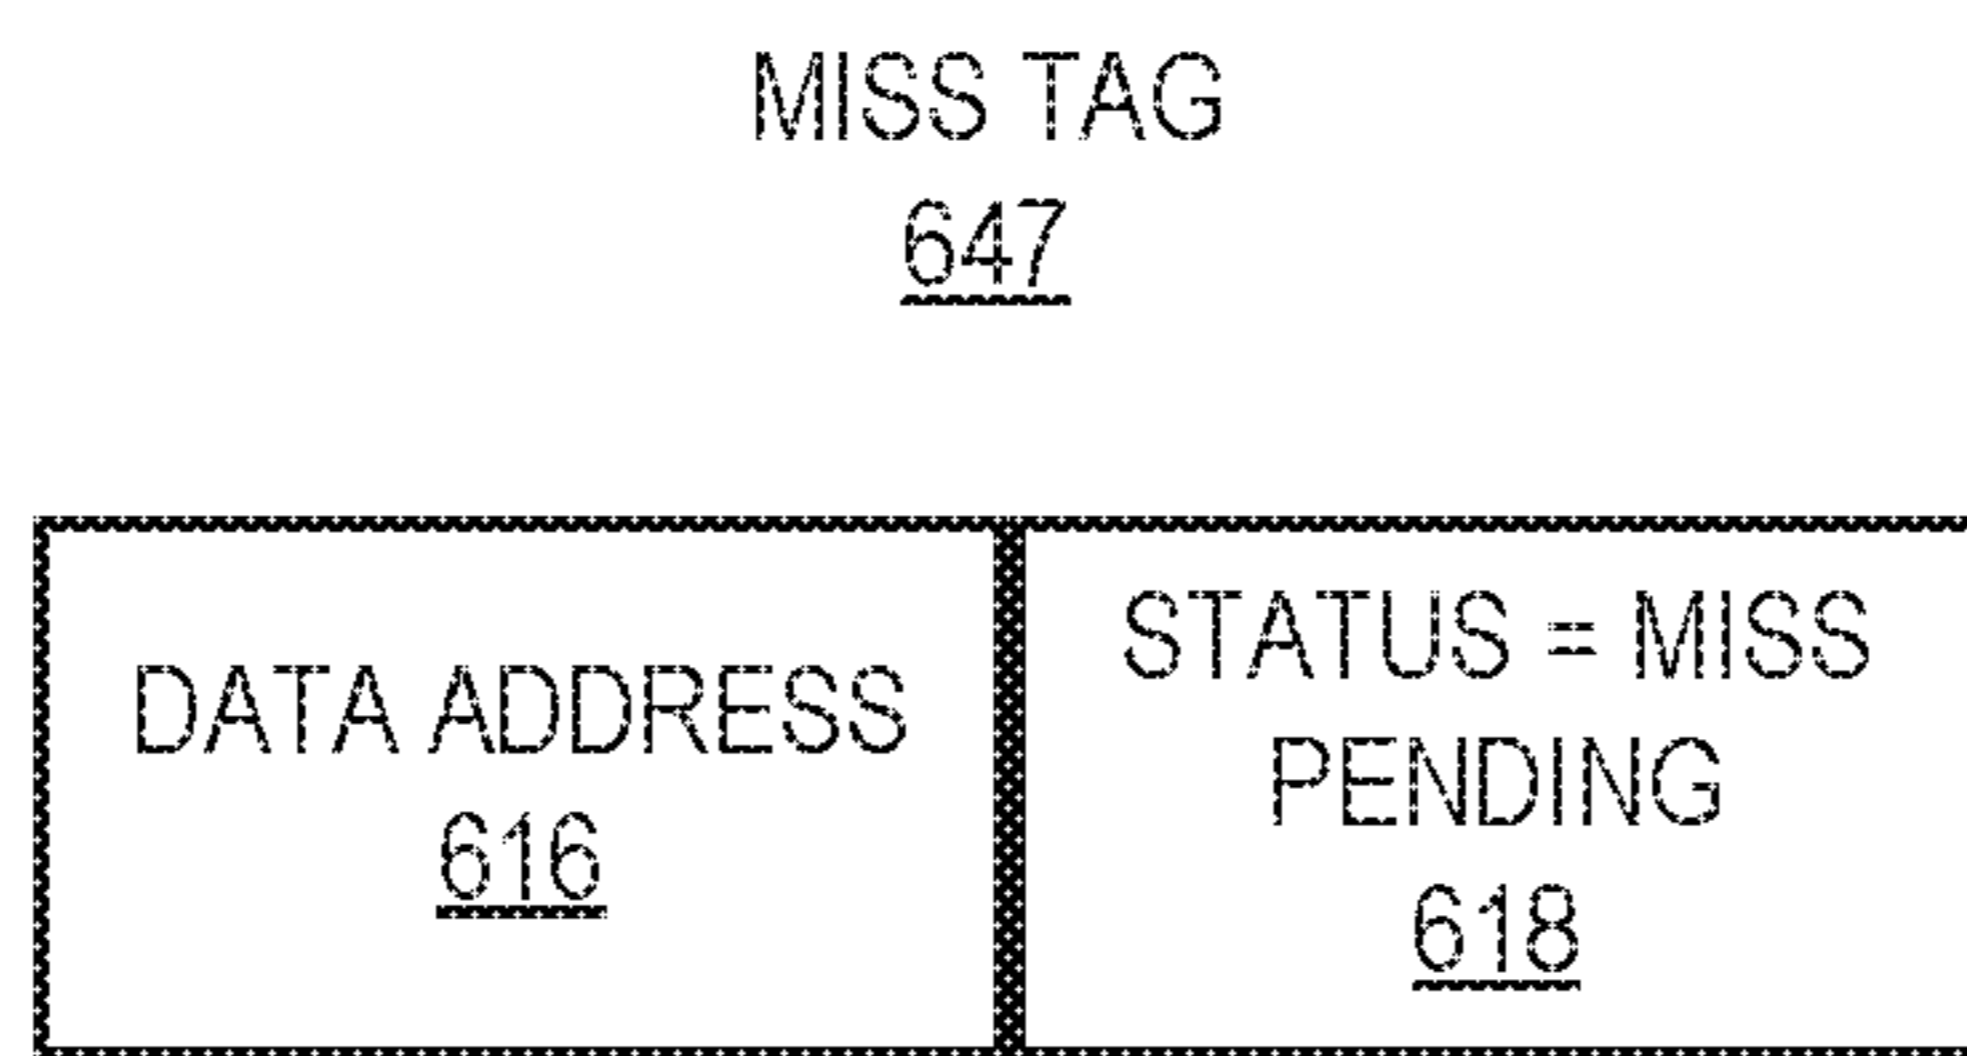 MISS TAG
647
DATA ADDRESS
616
STATUS = MISS
PENDING
618